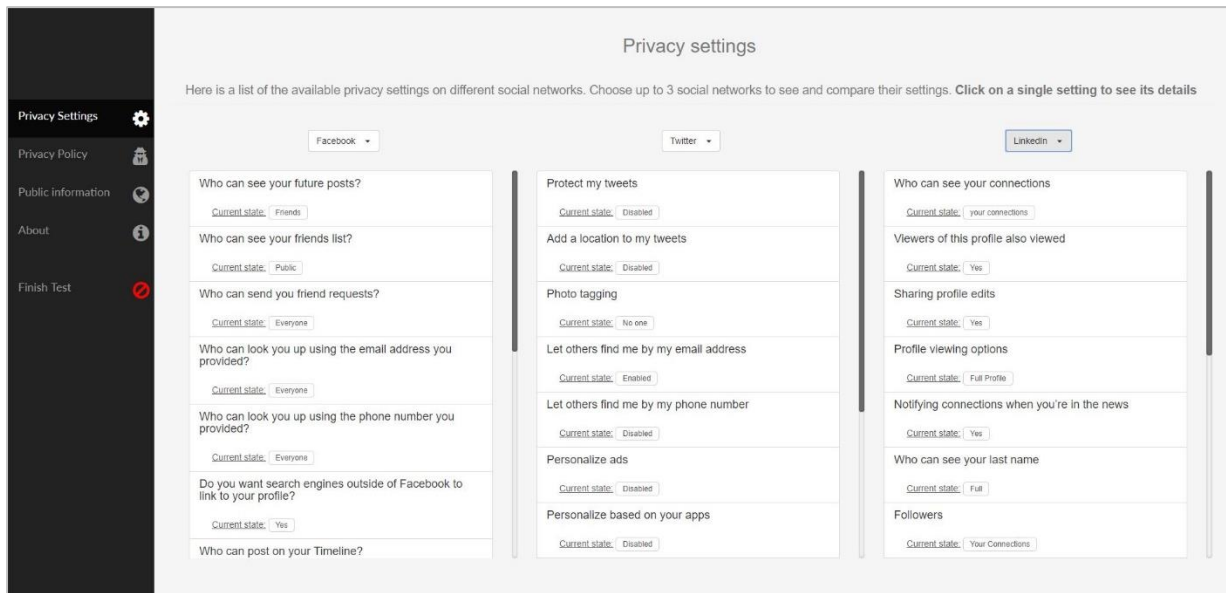 Privacy settings
Here is a list of the available privacy settings on different social networks. Choose up to 3 social networks to see and compare their settings. Click on a single setting to see its details
Privacy Settings
Privacy Policy
Public information
About
Finish Test
Facebook
Who can see your future posts?
Current state: Friends
Who can see your friends list?
Current state: Public
Who can send you friend requests?
Current state: Everyone
Who can look you up using the email address you
provided?
Current state: Everyone
Who can look you up using the phone number you
provided?
Current state: Everyone
Do you want search engines outside of Facebook to
link to your profile?
Current state: Yes
Who can post on your Timeline?
Twitter
Protect my tweets
Current state: Disabled
Add a location to my tweets
Current state: Disabled
Photo tagging
Current state: No one
Let others find me by my email address
Current state: Enabled
Let others find me by my phone number
Current state: Disabled
Personalize ads
Current state: Disabled
Personalize based on your apps
Current state: Disabled
LinkedIn
Who can see your connections
Current state: your connections
Viewers of this profile also viewed
Current state: Yes
Sharing profile edits
Current state: Yes
Profile viewing options
Current state: Full Profile
Notifying connections when you're in the news
Current state: Yes
Who can see your last name
Current state: Full
Followers
Current state: Your Connections